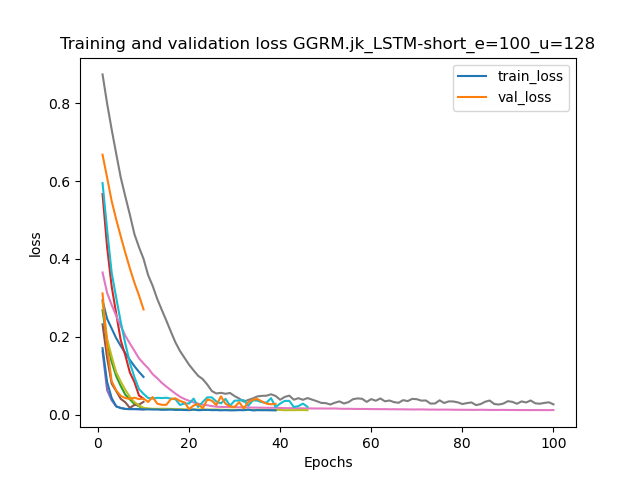 Training and validation loss GGRM.jk_LSTM-short_e=100_u=128
train_loss
val_loss
0.8
0.6
0.4
0.2
0.0
loss
0
20
40
60
80
100
Epochs